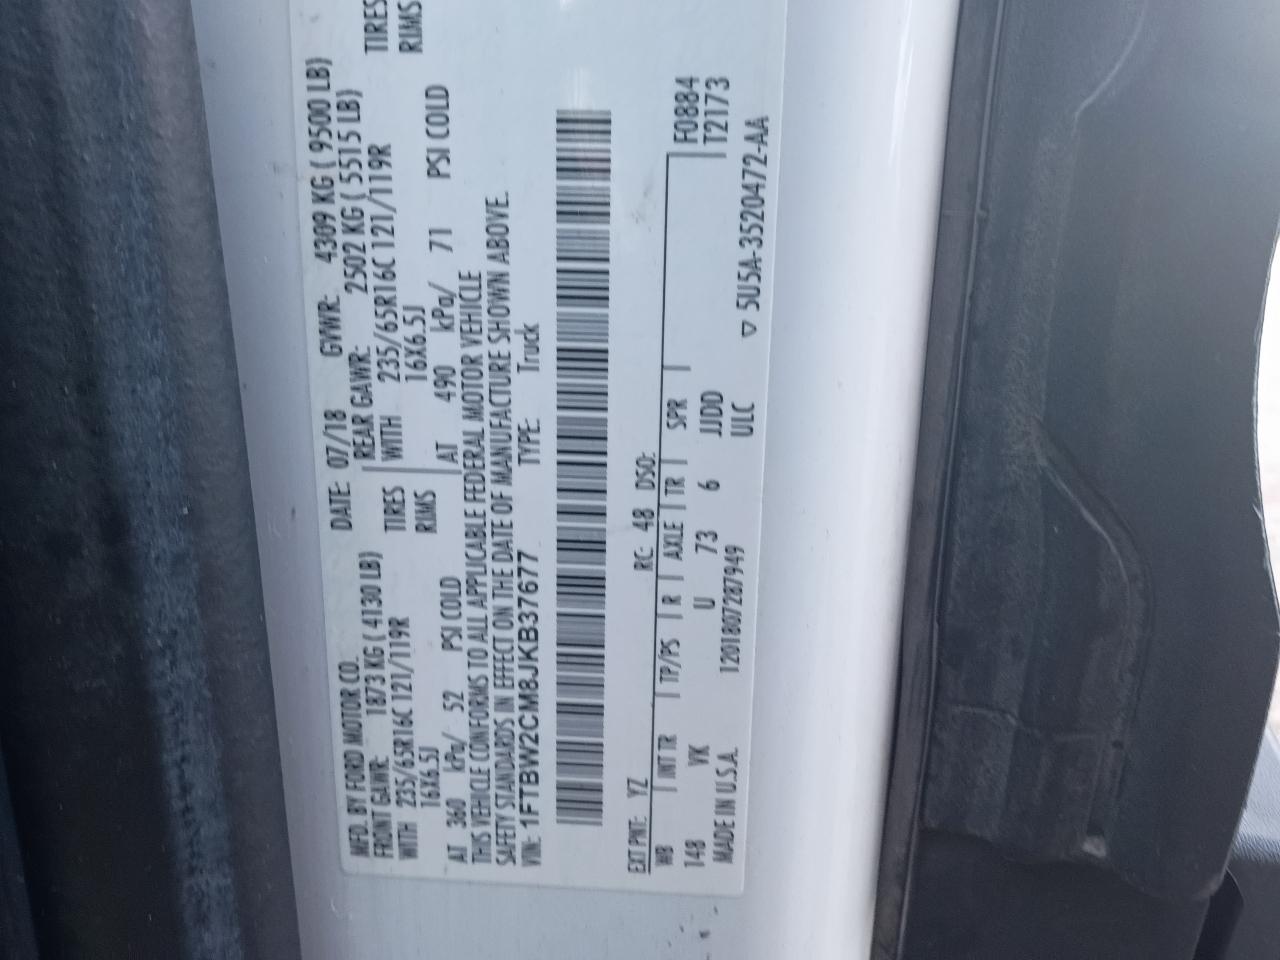 MFD. BY FORD MOTOR CO. DATE: 07/18 GVWR: 4309 KG ( 9500 LB)
FRONT GAWR: 1873 KG ( 4130 LB) REAR GAWR: 2502 KG ( 5515 LB)
WITH 235/65R16C 121/119R TIRES WITH 235/65R16C 121/119R TIRES
16X6.5J RIMS 16X6.5J RIMS
AT 360 kPa/ 52 PSI COLD AT 490 kPa/ 71 PSI COLD
THIS VEHICLE CONFORMS TO ALL APPLICABLE FEDERAL MOTOR VEHICLE
SAFETY STANDARDS IN EFFECT ON THE DATE OF MANUFACTURE SHOWN ABOVE.
VIN: 1FTBW2CM8JKB37677 TYPE: Truck
EXT PNT: YZ RC: 48 DSO:
WB INT TR TP/PS R AXLE TR SPR F0884
148 VK U 73 6 JJDD T2173
MADE IN U.S.A. 120180728​7949 ULC
▽ 5U5A-3520472-AA